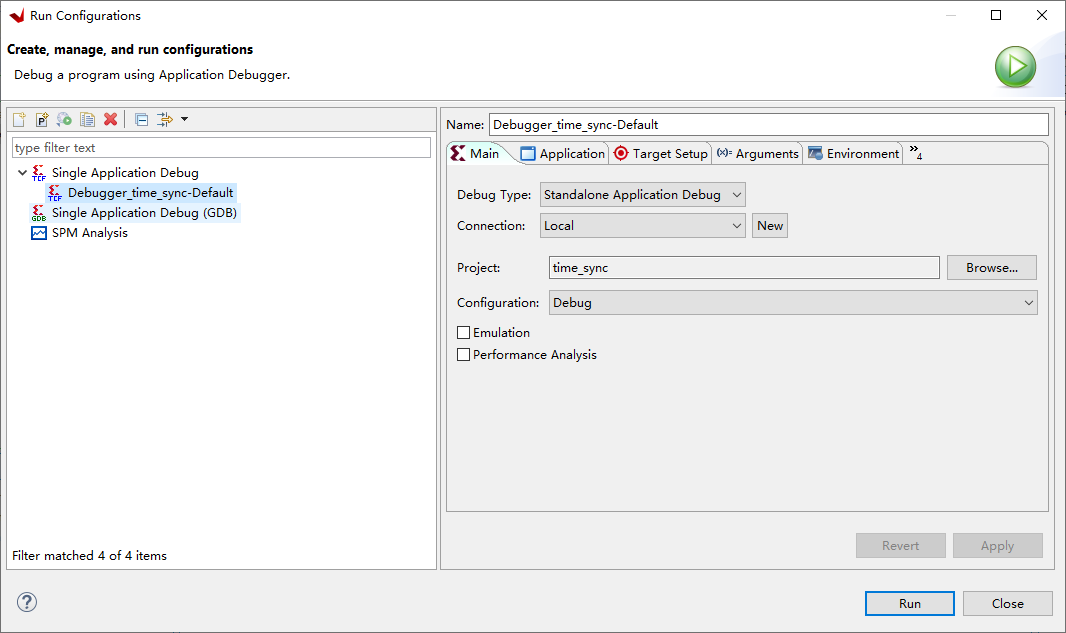 Run Configurations
Create, manage, and run configurations
Debug a program using Application Debugger.
type filter text
Single Application Debug
Debugger_time_sync-Default
Single Application Debug (GDB)
SPM Analysis
Filter matched 4 of 4 items
Name: Debugger_time_sync-Default
Main Application Target Setup (x)= Arguments Environment »4
Debug Type: Standalone Application Debug
Connection: Local New
Project: time_sync Browse...
Configuration: Debug
Emulation
Performance Analysis
Revert Apply
Run Close